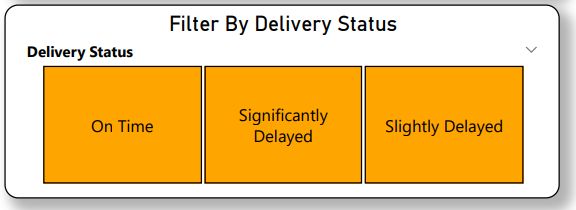 Filter By Delivery Status
Delivery Status
On Time
Significantly
Delayed
Slightly Delayed